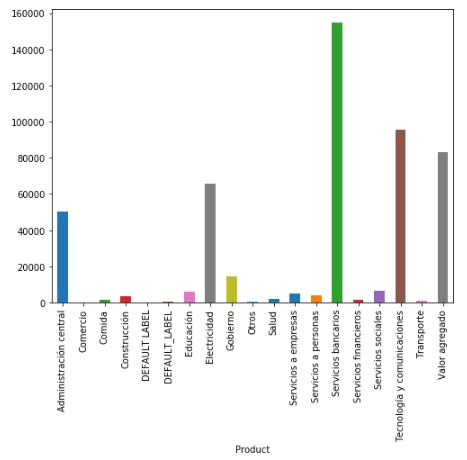 160000
140000
120000
100000
80000
60000
40000
20000
0
Administración central
Comercio
Comida
Construcción
DEFAULT LABEL
DEFAULT_LABEL
Educación
Electricidad
Gobierno
Otros
Salud
Servicios a empresas
Servicios a personas
Servicios bancarios
Servicios financieros
Servicios sociales
Tecnología y comunicaciones
Transporte
Valor agregado
Product